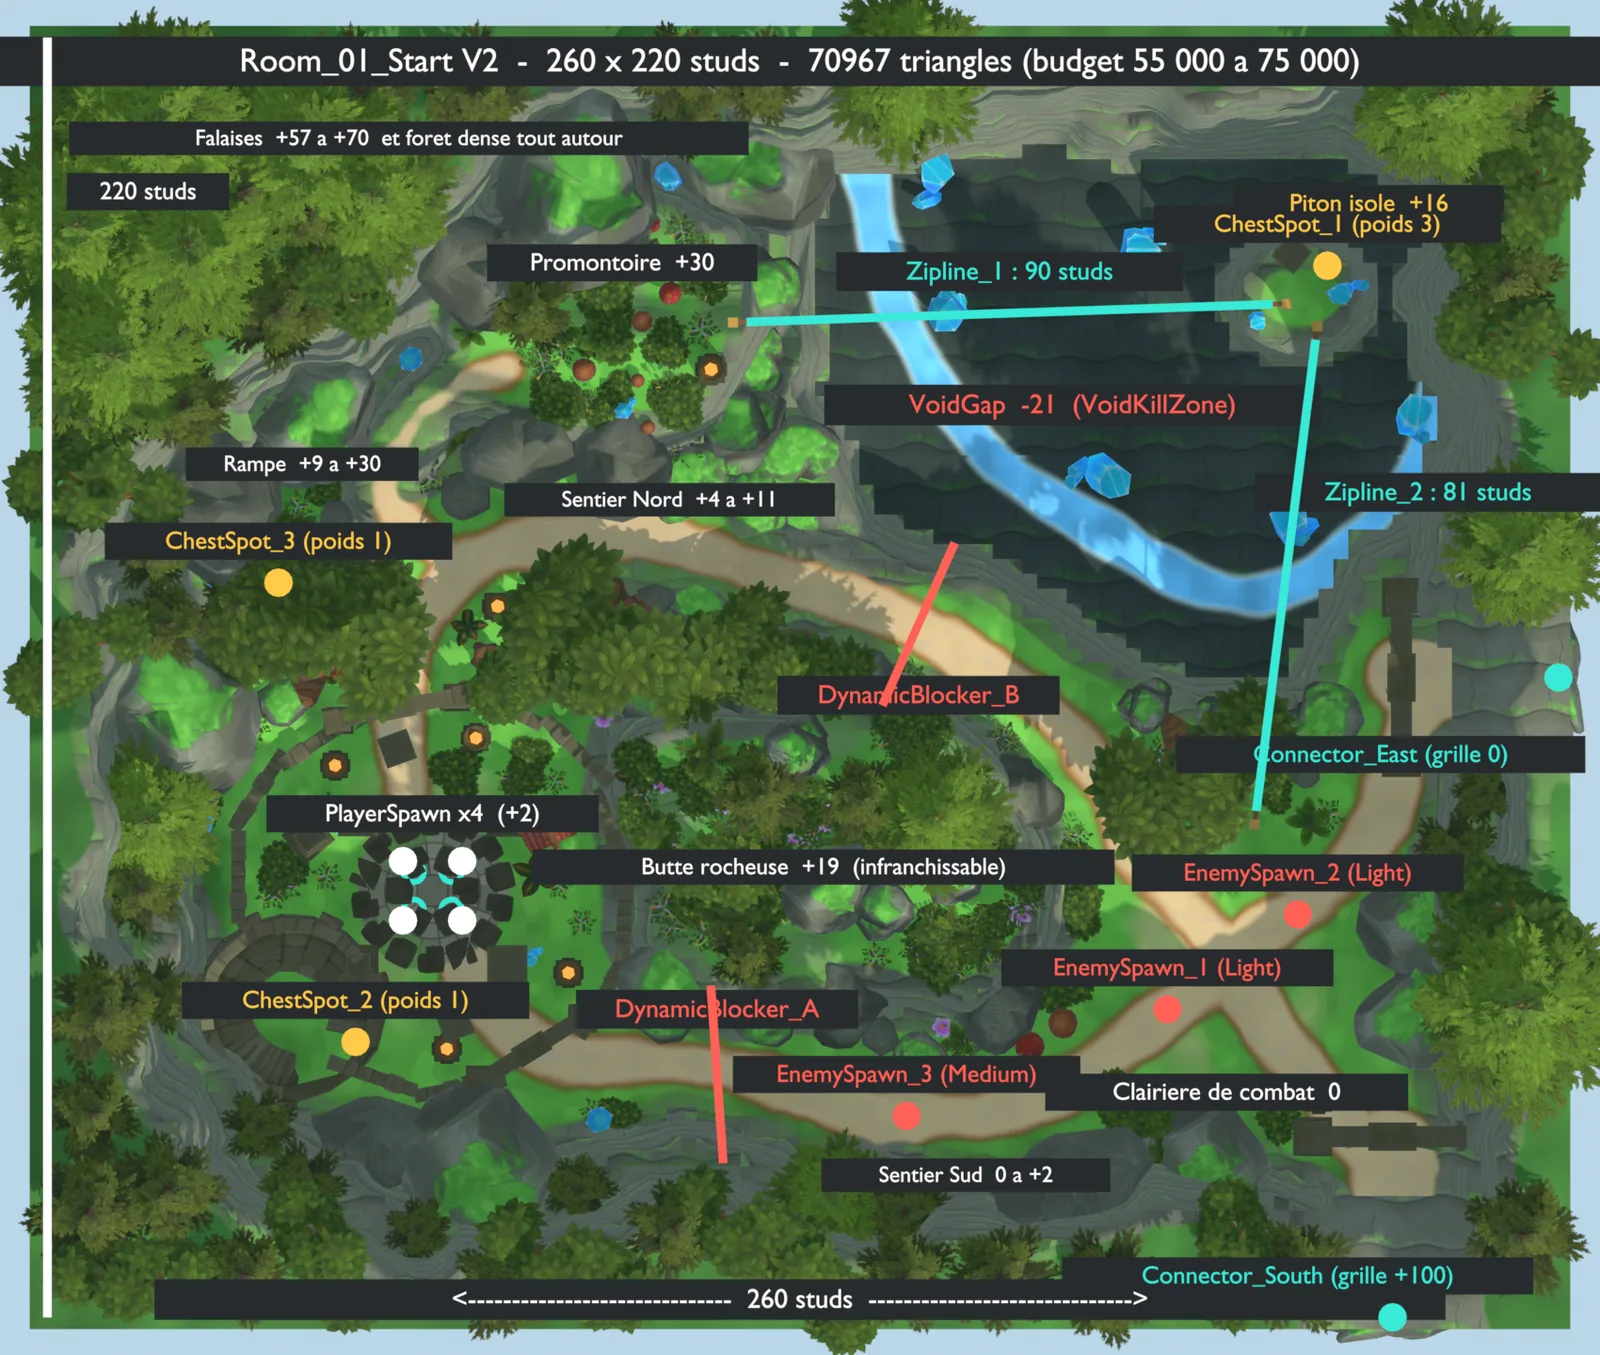 Room_01_Start V2 - 260 x 220 studs - 70967 triangles (budget 55 000 a 75 000)
Falaises +57 a +70 et foret dense tout autour
220 studs
Piton isole +16
ChestSpot_1 (poids 3)
Promontoire +30
Zipline_1 : 90 studs
VoidGap -21 (VoidKillZone)
Rampe +9 a +30
Sentier Nord +4 a +11
Zipline_2 : 81 studs
ChestSpot_3 (poids 1)
DynamicBlocker_B
Connector_East (grille 0)
PlayerSpawn x4 (+2)
Butte rocheuse +19 (infranchissable)
EnemySpawn_2 (Light)
EnemySpawn_1 (Light)
ChestSpot_2 (poids 1)
DynamicBlocker_A
EnemySpawn_3 (Medium)
Clairiere de combat 0
Sentier Sud 0 a +2
Connector_South (grille +100)
<------------------------ 260 studs ------------------------>